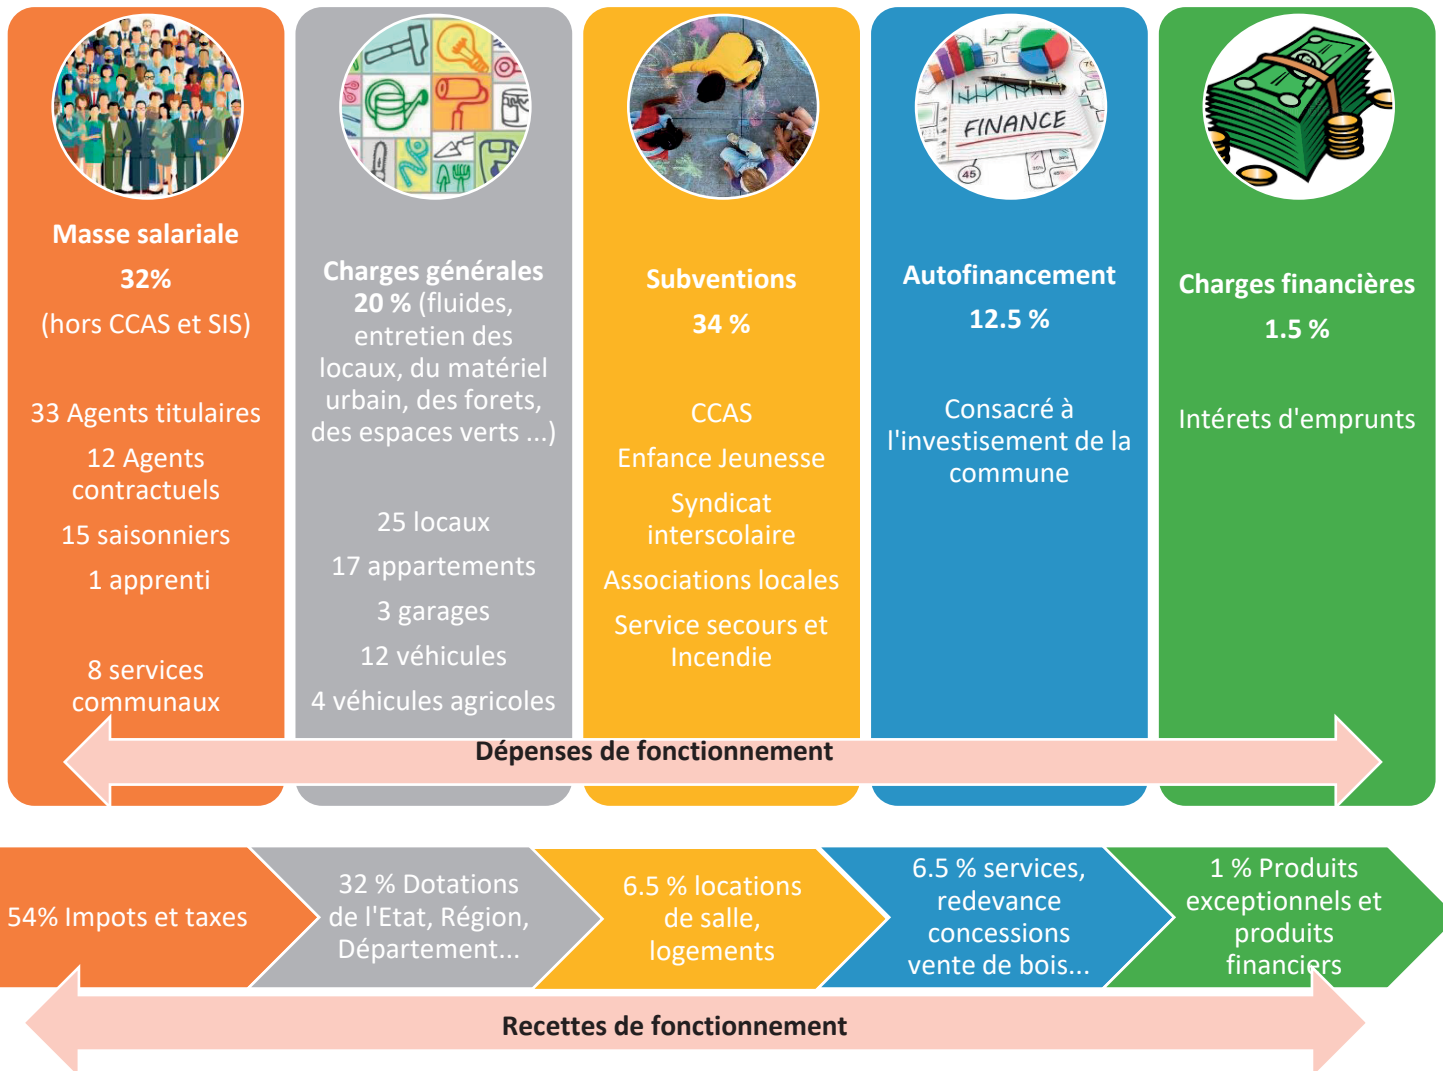 Masse salariale
32%
(hors CCAS et SIS)
33 Agents titulaires
12 Agents
contractuels
15 saisonniers
1 apprenti
8 services
communaux
Charges générales
20 % (fluides,
entretien des
locaux, du matériel
urbain, des forets,
des espaces verts ...)
25 locaux
17 appartements
3 garages
12 véhicules
4 véhicules agricoles
Subventions
34 %
CCAS
Enfance Jeunesse
Syndicat
interscolaire
Associations locales
Service secours et
Incendie
FINANCE
45
Autofinancement
12.5 %
Consacré à
l'investisement de la
commune
Charges financières
1.5 %
Intérets d'emprunts
Dépenses de fonctionnement
54% Impots et taxes
32 % Dotations
de l'Etat, Région,
Département...
6.5 % locations
de salle,
logements
6.5 % services,
redevance
concessions
vente de bois...
1 % Produits
exceptionnels et
produits
financiers
Recettes de fonctionnement